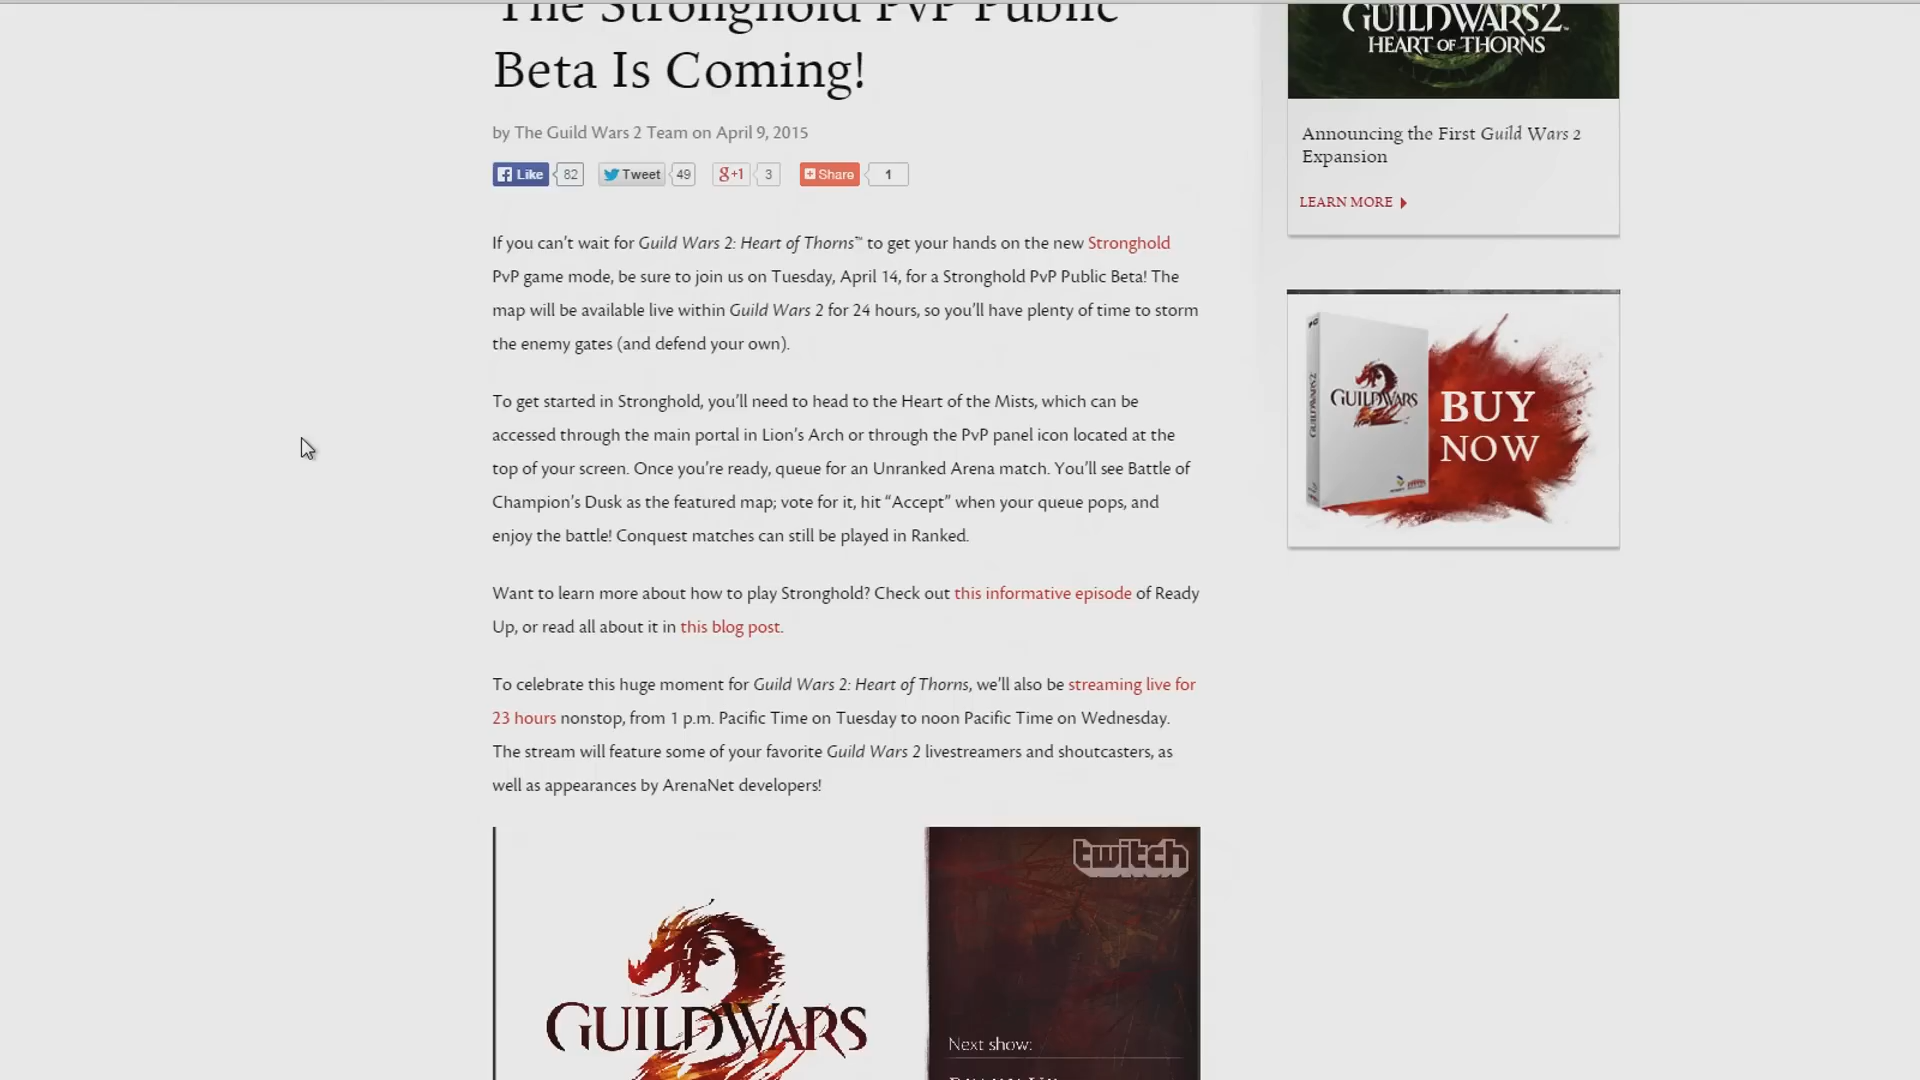 The Stronghold PvP Public
Beta Is Coming!
by The Guild Wars 2 Team on April 9, 2015
Like 82 Tweet 49 g+1 3 Share 1
If you can’t wait for Guild Wars 2: Heart of Thorns™ to get your hands on the new Stronghold
PvP game mode, be sure to join us on Tuesday, April 14, for a Stronghold PvP Public Beta! The
map will be available live within Guild Wars 2 for 24 hours, so you’ll have plenty of time to storm
the enemy gates (and defend your own).
To get started in Stronghold, you’ll need to head to the Heart of the Mists, which can be
accessed through the main portal in Lion’s Arch or through the PvP panel icon located at the
top of your screen. Once you’re ready, queue for an Unranked Arena match. You’ll see Battle of
Champion’s Dusk as the featured map; vote for it, hit “Accept” when your queue pops, and
enjoy the battle! Conquest matches can still be played in Ranked.
Want to learn more about how to play Stronghold? Check out this informative episode of Ready
Up, or read all about it in this blog post.
To celebrate this huge moment for Guild Wars 2: Heart of Thorns, we’ll also be streaming live for
23 hours nonstop, from 1 p.m. Pacific Time on Tuesday to noon Pacific Time on Wednesday.
The stream will feature some of your favorite Guild Wars 2 livestreamers and shoutcasters, as
well as appearances by ArenaNet developers!
GUILDWARS
twitch
Next show:
GUILDWARS2™
HEART OF THORNS
Announcing the First Guild Wars 2
Expansion
LEARN MORE
GUILDWARS2
GUILDWARS
BUY
NOW